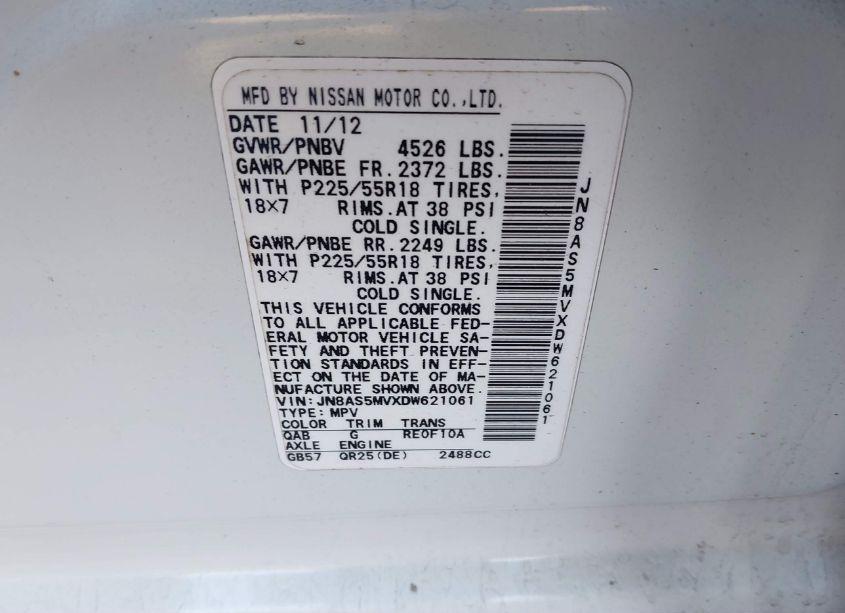 MFD BY NISSAN MOTOR CO.,LTD.
DATE 11/12
GVWR/PNBV 4526 LBS.
GAWR/PNBE FR. 2372 LBS.
WITH P225/55R18 TIRES,
18×7 RIMS.AT 38 PSI
COLD SINGLE.
GAWR/PNBE RR. 2249 LBS.
WITH P225/55R18 TIRES,
18×7 RIMS.AT 38 PSI
COLD SINGLE.
THIS VEHICLE CONFORMS
TO ALL APPLICABLE FED-
ERAL MOTOR VEHICLE SA-
FETY AND THEFT PREVEN-
TION STANDARDS IN EFF-
ECT ON THE DATE OF MA-
NUFACTURE SHOWN ABOVE.
VIN: JN8AS5MVXDW621061
TYPE: MPV
COLOR TRIM TRANS
QAB G RE0F10A
AXLE ENGINE
GB57 QR25(DE) 2488CC
JN8AS5MVXDW621061